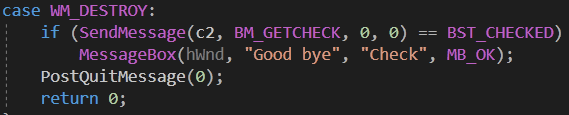 case WM_DESTROY:
if (SendMessage(c2, BM_GETCHECK, 0, 0) == BST_CHECKED)
MessageBox(hWnd, "Good bye", "Check", MB_OK);
PostQuitMessage(0);
return 0;